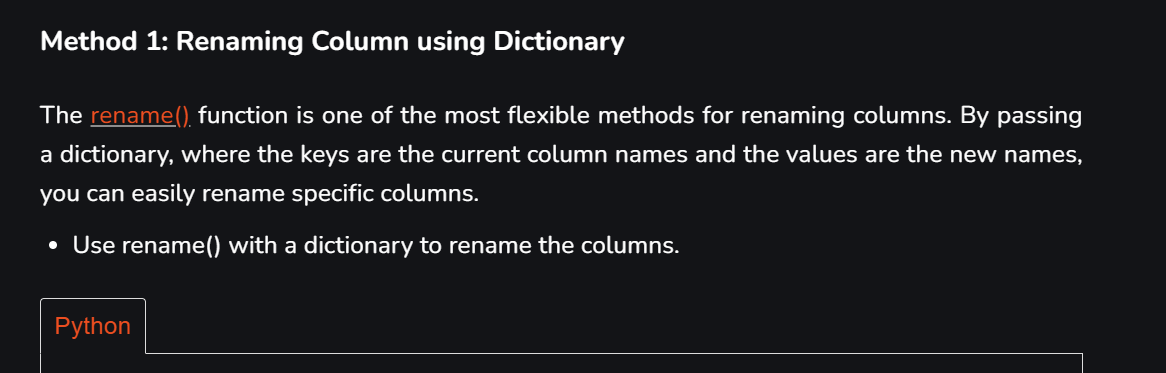 Method 1: Renaming Column using Dictionary
The rename() function is one of the most flexible methods for renaming columns. By passing
a dictionary, where the keys are the current column names and the values are the new names,
you can easily rename specific columns.
• Use rename() with a dictionary to rename the columns.
Python